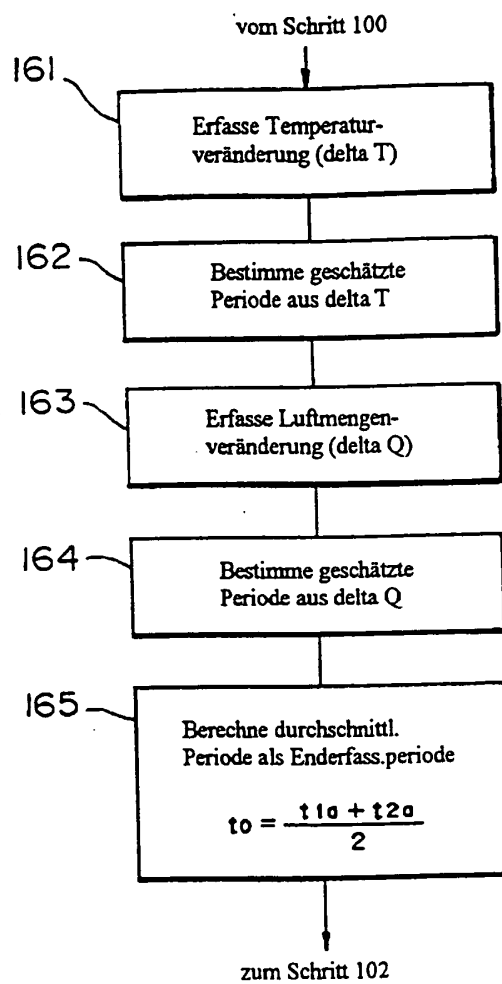 vom Schritt 100
161
Erfasse Temperatur-
veränderung (delta T)
162
Bestimme geschätzte
Periode aus delta T
163
Erfasse Luftmengen-
veränderung (delta Q)
164
Bestimme geschätzte
Periode aus delta Q
165
Berechne durchschnittl.
Periode als Enderfass.periode
to = t1a + t2a
2
zum Schritt 102